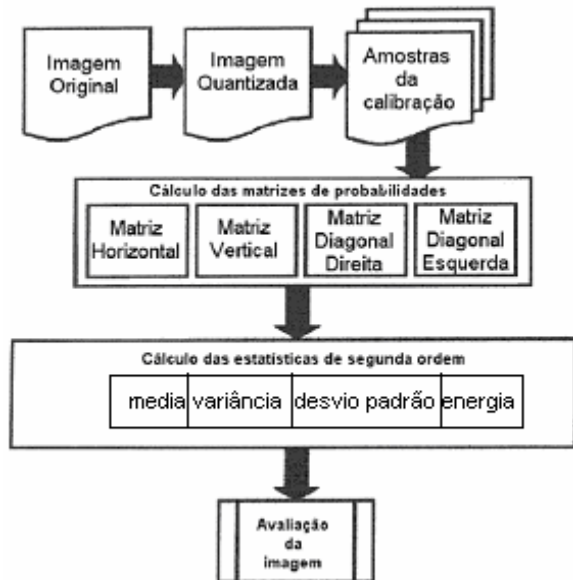 Imagem
Original
Imagem
Quantizada
Amostras
da
calibração
Cálculo das matrizes de probabilidades
Matriz
Horizontal
Matriz
Vertical
Matriz
Diagonal
Direita
Matriz
Diagonal
Esquerda
Cálculo das estatísticas de segunda ordem
media variância desvio padrão energia
Avaliação
da
imagem